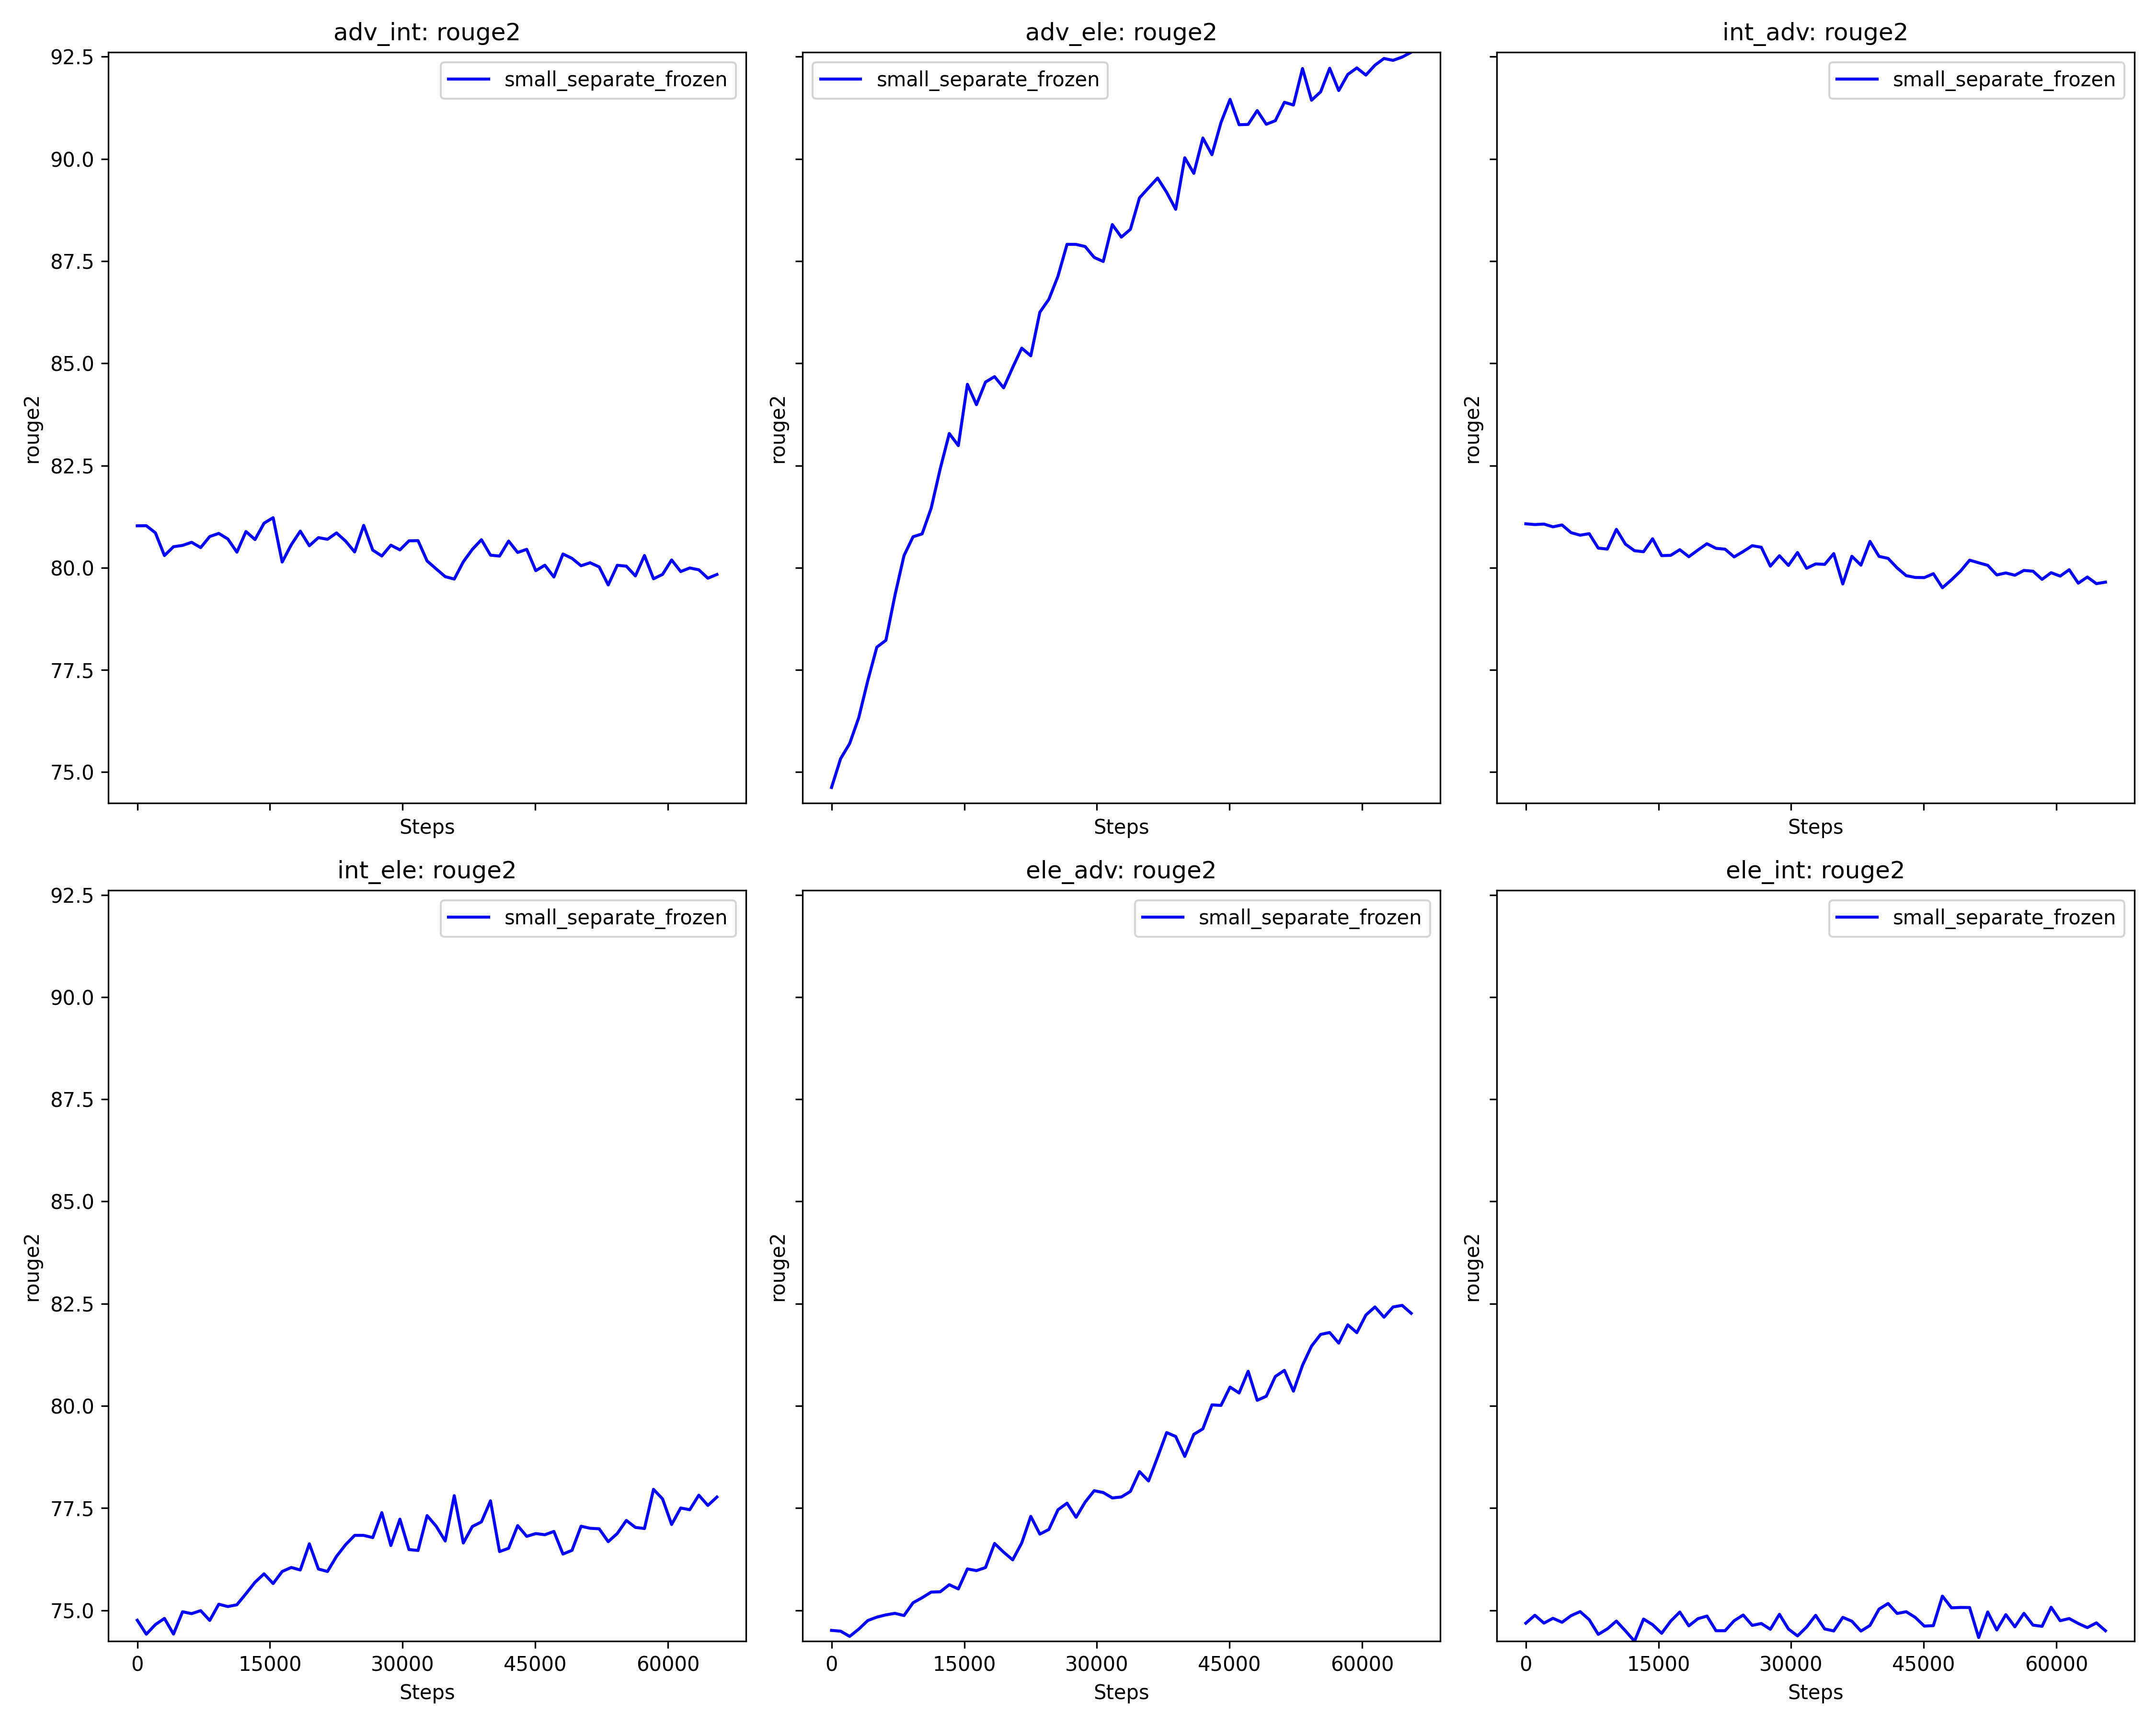 adv_int: rouge2
92.5
90.0
87.5
85.0
82.5
80.0
77.5
75.0
rouge2
small_separate_frozen
Steps
adv_ele: rouge2
rouge2
small_separate_frozen
Steps
int_adv: rouge2
rouge2
small_separate_frozen
Steps
int_ele: rouge2
92.5
90.0
87.5
85.0
82.5
80.0
77.5
75.0
rouge2
small_separate_frozen
0 15000 30000 45000 60000
Steps
ele_adv: rouge2
rouge2
small_separate_frozen
0 15000 30000 45000 60000
Steps
ele_int: rouge2
rouge2
small_separate_frozen
0 15000 30000 45000 60000
Steps